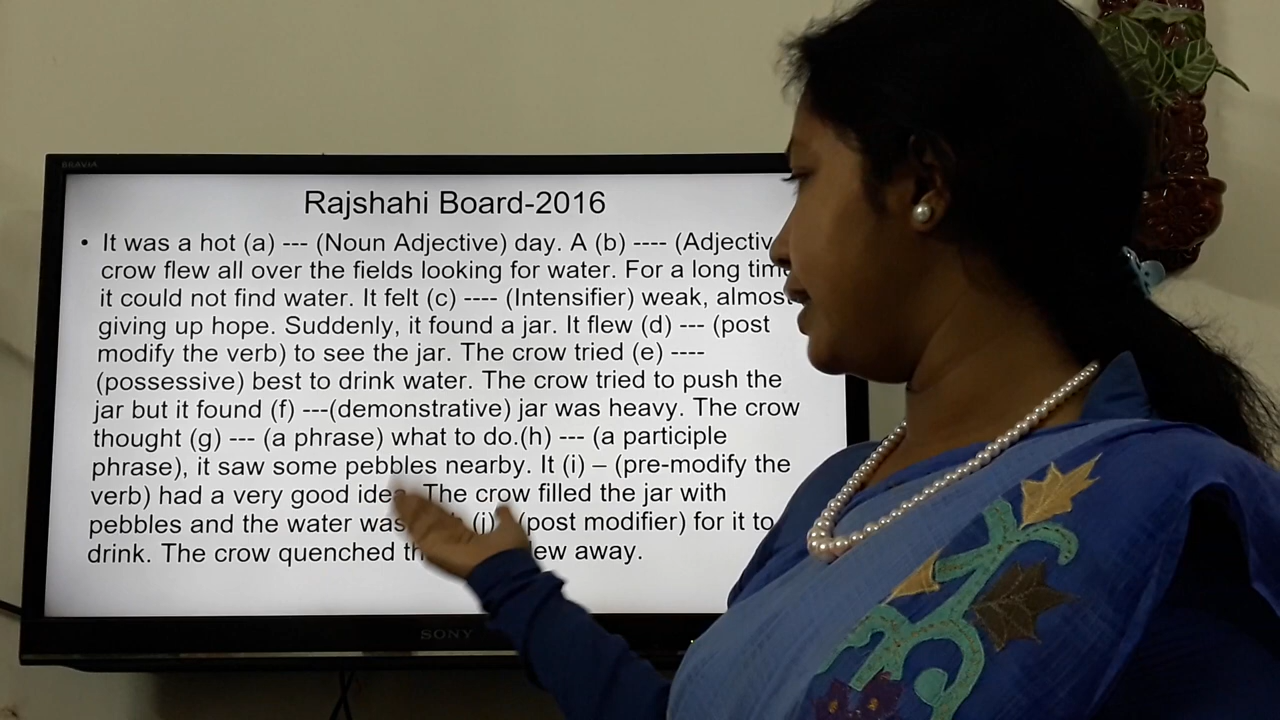 BRAVIA
Rajshahi Board-2016
• It was a hot (a) --- (Noun Adjective) day. A (b) ---- (Adjectiv
crow flew all over the fields looking for water. For a long tim
it could not find water. It felt (c) ---- (Intensifier) weak, almost
giving up hope. Suddenly, it found a jar. It flew (d) --- (post
modify the verb) to see the jar. The crow tried (e) ----
(possessive) best to drink water. The crow tried to push the
jar but it found (f) ---(demonstrative) jar was heavy. The crow
thought (g) --- (a phrase) what to do.(h) --- (a participle
phrase), it saw some pebbles nearby. It (i) – (pre-modify the
verb) had a very good idea. The crow filled the jar with
pebbles and the water was (j) (post modifier) for it to
drink. The crow quenched ew away.
SONY